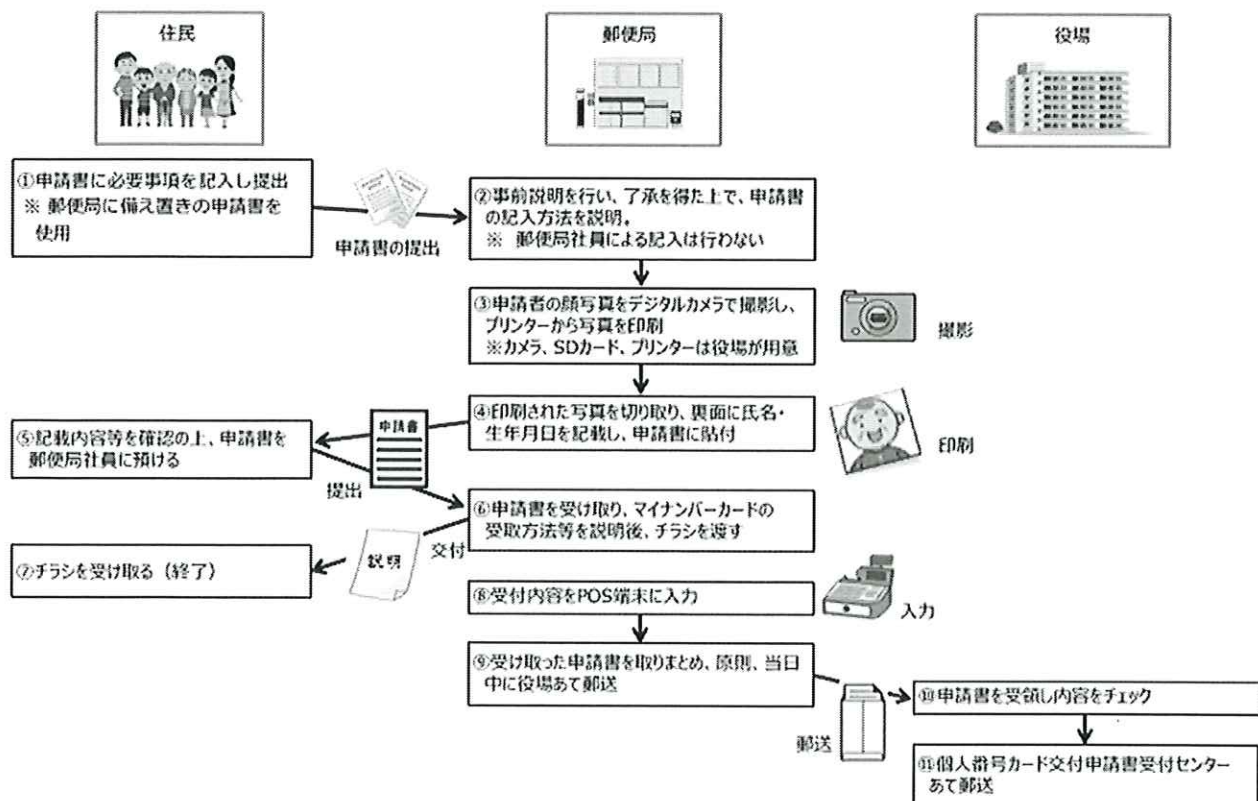 住民
郵便局
役場
①申請書に必要事項を記入し提出
※ 郵便局に備え置きの申請書を
使用
申請書の提出
②事前説明を行い、了承を得た上で、申請書
の記入方法を説明。
※ 郵便局社員による記入は行わない
③申請者の顔写真をデジタルカメラで撮影し、
プリンターから写真を印刷
※カメラ、SDカード、プリンターは役場が用意
撮影
④印刷された写真を切り取り、裏面に氏名・
生年月日を記載し、申請書に貼付
印刷
申請書
⑤記載内容等を確認の上、申請書を
郵便局社員に預ける
提出
⑥申請書を受け取り、マイナンバーカードの
受取方法等を説明後、チラシを渡す
交付
説明
⑦チラシを受け取る（終了）
⑧受付内容をPOS端末に入力
入力
⑨受け取った申請書を取りまとめ、原則、当日
中に役場あて郵送
郵送
⑩申請書を受領し内容をチェック
⑪個人番号カード交付申請書受付センター
あて郵送